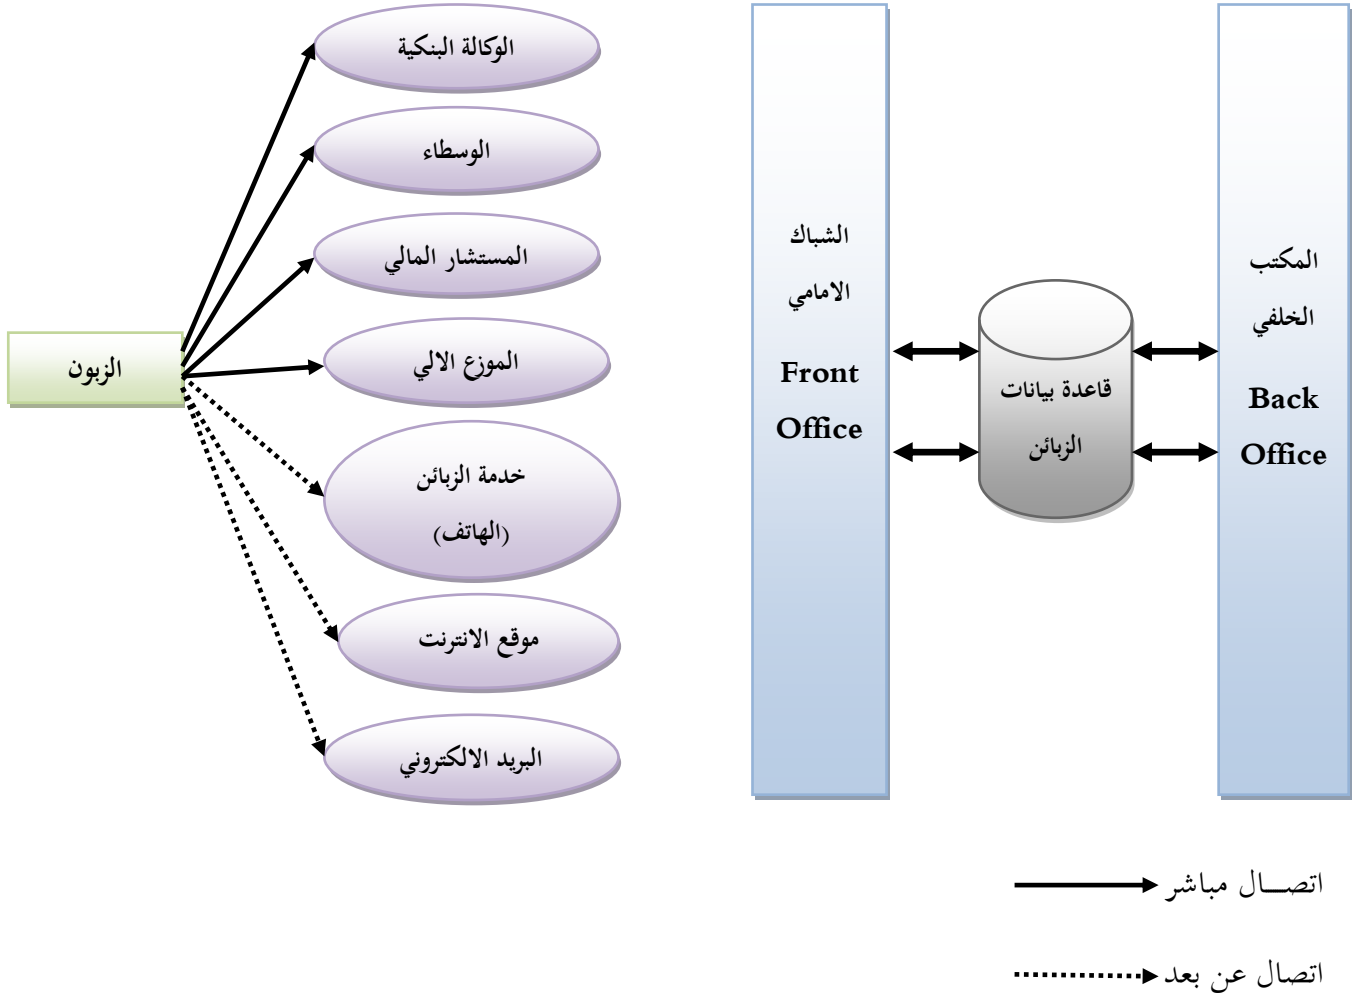 الوكالة البنكية
الوسطاء
المستشار المالي
الموزع الالي
خدمة الزبائن
(الهاتف)
موقع الانترنت
البريد الالكتروني
الزبون
الشباك
الامامي
Front
Office
قاعدة بيانات
الزبائن
المكتب
الخلفي
Back
Office
اتصـــال مباشر
اتصال عن بعد